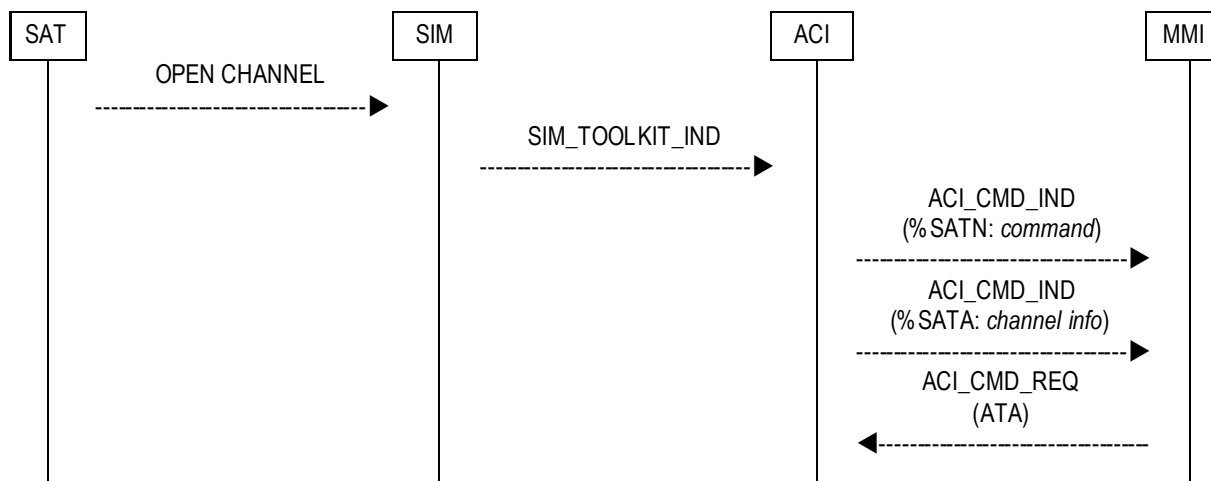 SAT
SIM
ACI
MMI
OPEN CHANNEL
SIM_TOOLKIT_IND
ACI_CMD_IND
(%SATN: command)
ACI_CMD_IND
(%SATA: channel info)
ACI_CMD_REQ
(ATA)